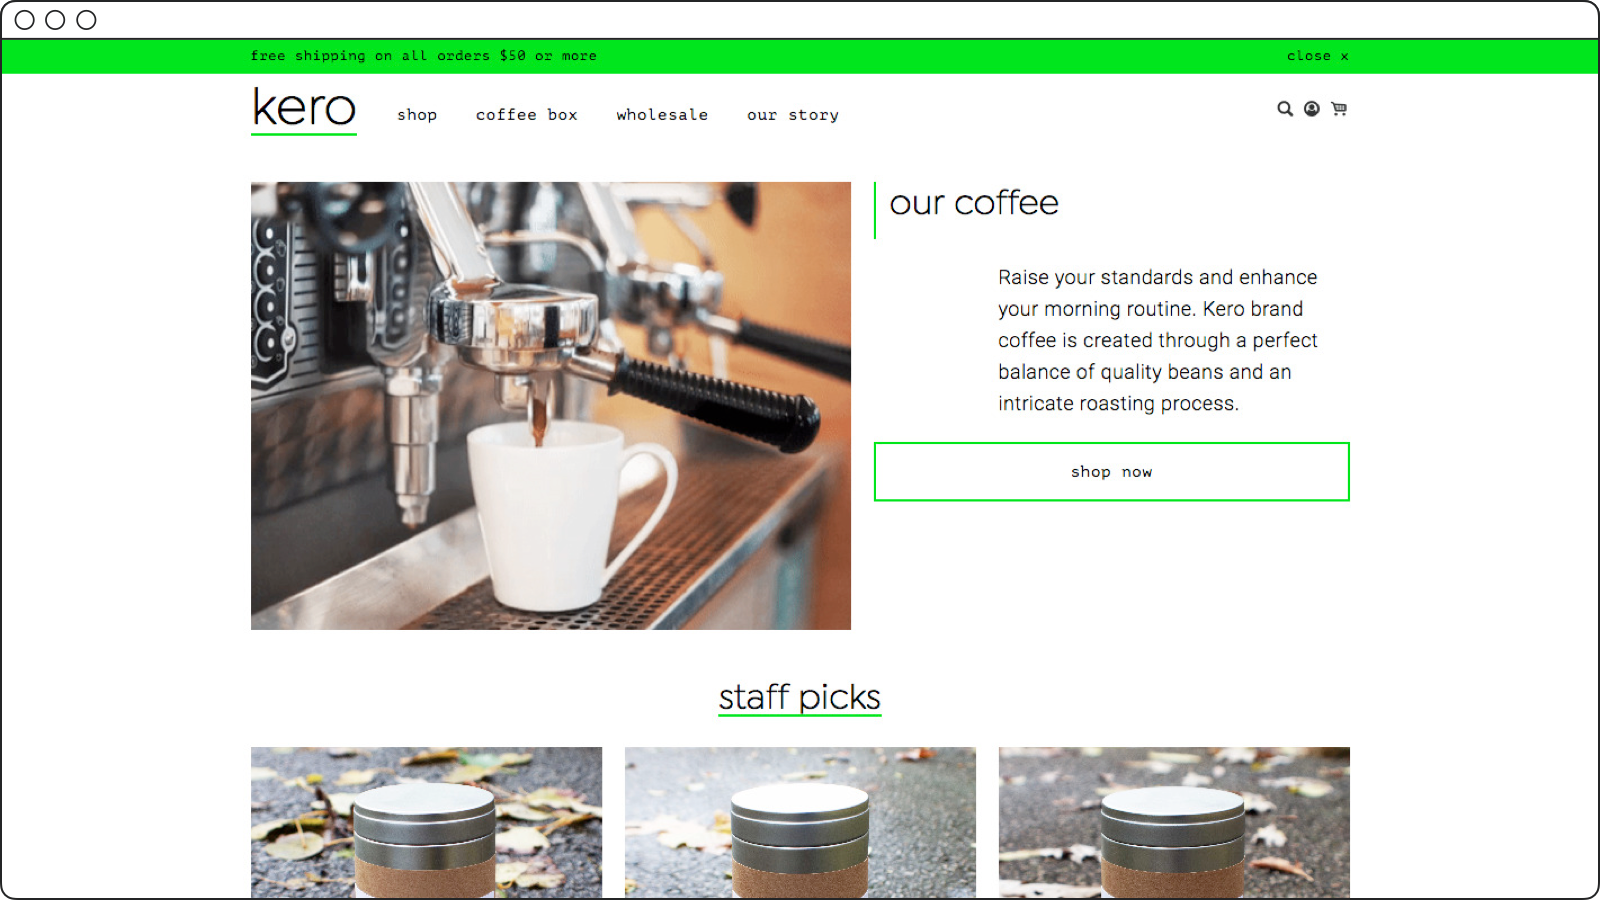 free shipping on all orders $50 or more
close x
kero
shop
coffee box
wholesale
our story
our coffee
Raise your standards and enhance
your morning routine. Kero brand
coffee is created through a perfect
balance of quality beans and an
intricate roasting process.
shop now
staff picks